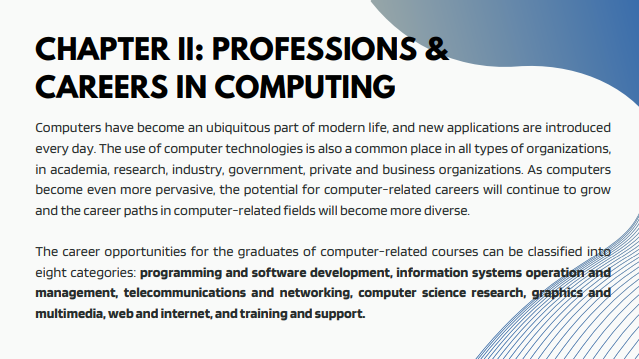 CHAPTER II: PROFESSIONS &
CAREERS IN COMPUTING
Computers have become an ubiquitous part of modern life, and new applications are introduced
every day. The use of computer technologies is also a common place in all types of organizations,
in academia, research, industry, government, private and business organizations. As computers
become even more pervasive, the potential for computer-related careers will continue to grow
and the career paths in computer-related fields will become more diverse.
The career opportunities for the graduates of computer-related courses can be classified into
eight categories: programming and software development, information systems operation and
management, telecommunications and networking, computer science research, graphics and
multimedia, web and internet, and training and support.